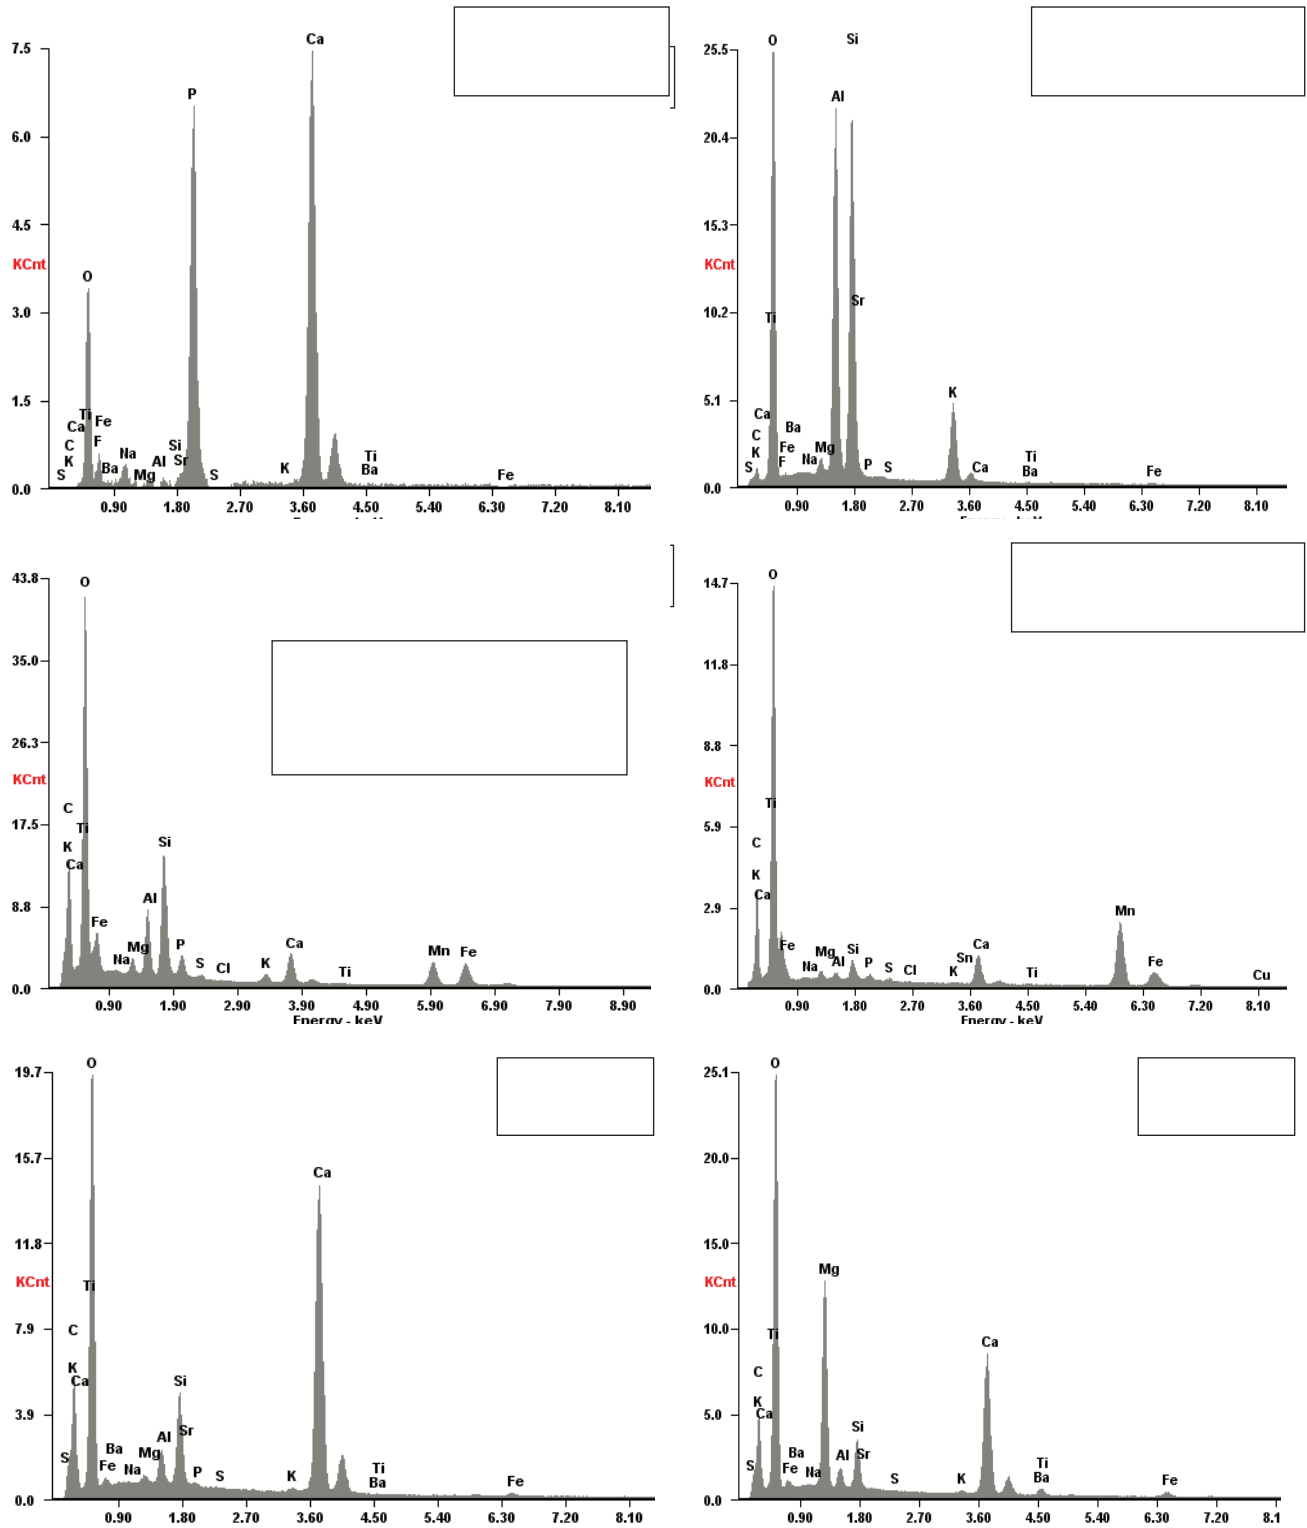 7.5
6.0
4.5
KCnt
3.0
1.5
0.0
Ca
P
O
Ti Fe
Ca
C F
K
S Ba Na Mg Al Si Sr S K Ti Ba Fe
0.90 1.80 2.70 3.60 4.50 5.40 6.30 7.20 8.10
25.5
20.4
15.3
KCnt
10.2
5.1
0.0
O Si
Al
Sr
Ti
K
Ca Ba
C Fe
K F
S Na Mg P S Ca Ti Ba Fe
0.90 1.80 2.70 3.60 4.50 5.40 6.30 7.20 8.10
43.8
35.0
26.3
KCnt
17.5
8.8
0.0
O
C
Ti
K Si
Ca
Al
Fe
Na Mg P S Cl K Ca Ti Mn Fe
0.90 1.90 2.90 3.90 4.90 5.90 6.90 7.90 8.90
Energy - keV
14.7
11.8
8.8
KCnt
5.9
2.9
0.0
O
Ti
C
K
Ca
Fe Na Mg Al Si P S Cl K Sn Ca Ti Mn Fe Cu
0.90 1.80 2.70 3.60 4.50 5.40 6.30 7.20 8.10
Energy - keV
19.7
15.7
11.8
KCnt
7.9
3.9
0.0
O
Ca
Ti
C
K
Ca Si
Sr
S Ba Fe Na Mg Al P S K Ti Ba Fe
0.90 1.80 2.70 3.60 4.50 5.40 6.30 7.20 8.10
25.1
20.0
15.0
KCnt
10.0
5.0
0.0
O
Mg
Ti Ca
C
K
Ca Si
S Ba Fe Na Al Sr S K Ti Ba Fe
0.90 1.80 2.70 3.60 4.50 5.40 6.30 7.20 8.1